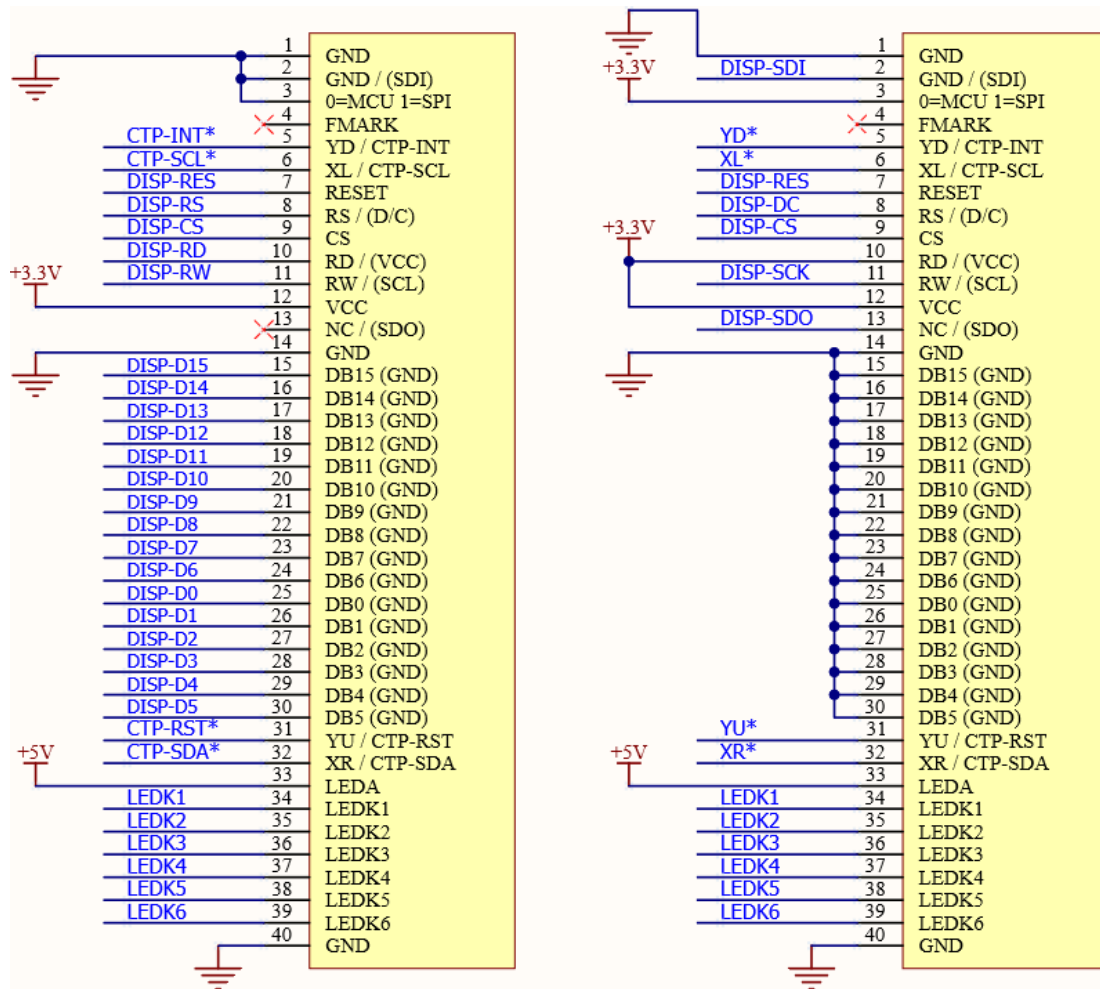 1 GND
2 GND / (SDI)
3 0=MCU 1=SPI
4 FMARK
CTP-INT* 5 YD / CTP-INT
CTP-SCL* 6 XL / CTP-SCL
DISP-RES 7 RESET
DISP-RS 8 RS / (D/C)
DISP-CS 9 CS
DISP-RD 10 RD / (VCC)
DISP-RW 11 RW / (SCL)
+3.3V
12 VCC
13 NC / (SDO)
14 GND
DISP-D15 15 DB15 (GND)
DISP-D14 16 DB14 (GND)
DISP-D13 17 DB13 (GND)
DISP-D12 18 DB12 (GND)
DISP-D11 19 DB11 (GND)
DISP-D10 20 DB10 (GND)
DISP-D9 21 DB9 (GND)
DISP-D8 22 DB8 (GND)
DISP-D7 23 DB7 (GND)
DISP-D6 24 DB6 (GND)
DISP-D0 25 DB0 (GND)
DISP-D1 26 DB1 (GND)
DISP-D2 27 DB2 (GND)
DISP-D3 28 DB3 (GND)
DISP-D4 29 DB4 (GND)
DISP-D5 30 DB5 (GND)
CTP-RST* 31 YU / CTP-RST
CTP-SDA* 32 XR / CTP-SDA
+5V
33 LEDA
LEDK1 34 LEDK1
LEDK2 35 LEDK2
LEDK3 36 LEDK3
LEDK4 37 LEDK4
LEDK5 38 LEDK5
LEDK6 39 LEDK6
40 GND
1 GND
+3.3V
DISP-SDI 2 GND / (SDI)
3 0=MCU 1=SPI
4 FMARK
YD* 5 YD / CTP-INT
XL* 6 XL / CTP-SCL
DISP-RES 7 RESET
DISP-DC 8 RS / (D/C)
DISP-CS 9 CS
+3.3V
10 RD / (VCC)
DISP-SCK 11 RW / (SCL)
12 VCC
DISP-SDO 13 NC / (SDO)
14 GND
15 DB15 (GND)
16 DB14 (GND)
17 DB13 (GND)
18 DB12 (GND)
19 DB11 (GND)
20 DB10 (GND)
21 DB9 (GND)
22 DB8 (GND)
23 DB7 (GND)
24 DB6 (GND)
25 DB0 (GND)
26 DB1 (GND)
27 DB2 (GND)
28 DB3 (GND)
29 DB4 (GND)
30 DB5 (GND)
YU* 31 YU / CTP-RST
XR* 32 XR / CTP-SDA
+5V
33 LEDA
LEDK1 34 LEDK1
LEDK2 35 LEDK2
LEDK3 36 LEDK3
LEDK4 37 LEDK4
LEDK5 38 LEDK5
LEDK6 39 LEDK6
40 GND